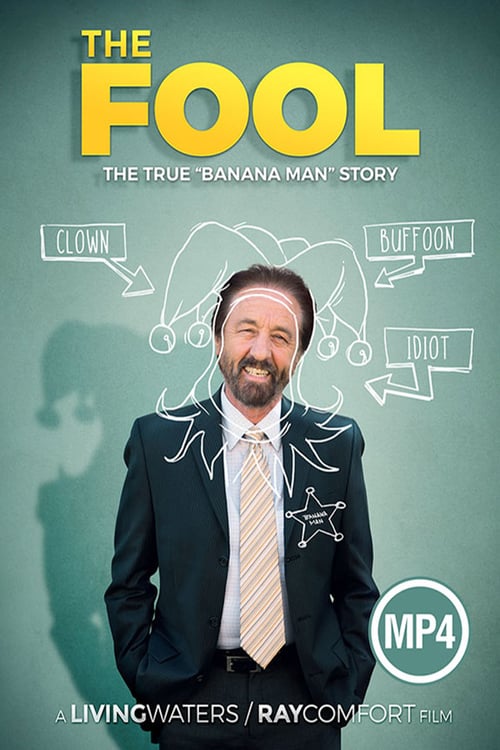 THE
FOOL
THE TRUE “BANANA MAN” STORY
CLOWN
BUFFOON
IDIOT
BANANA
MAN
MP4
A LIVINGWATERS / RAYCOMFORT FILM